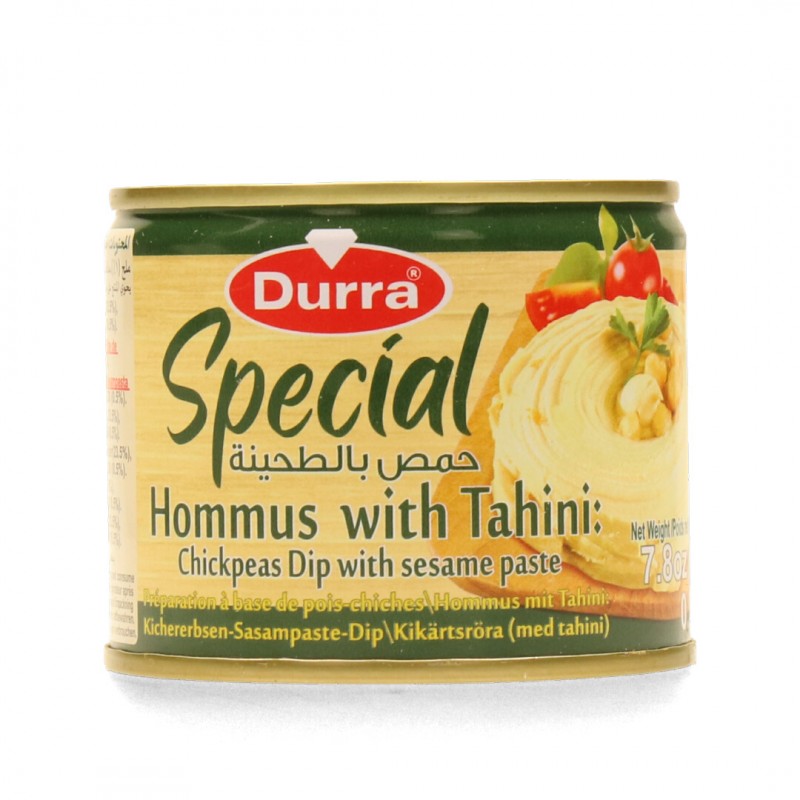 Durra®
Special
حمص بالطحينة
Hommus with Tahini:
Chickpeas Dip with sesame paste
Préparation à base de pois-chiches\Hommus mit Tahini:
Kichererbsen-Sasampaste-Dip\Kikärtsröra (med tahini)
Net Weight
7.8oz